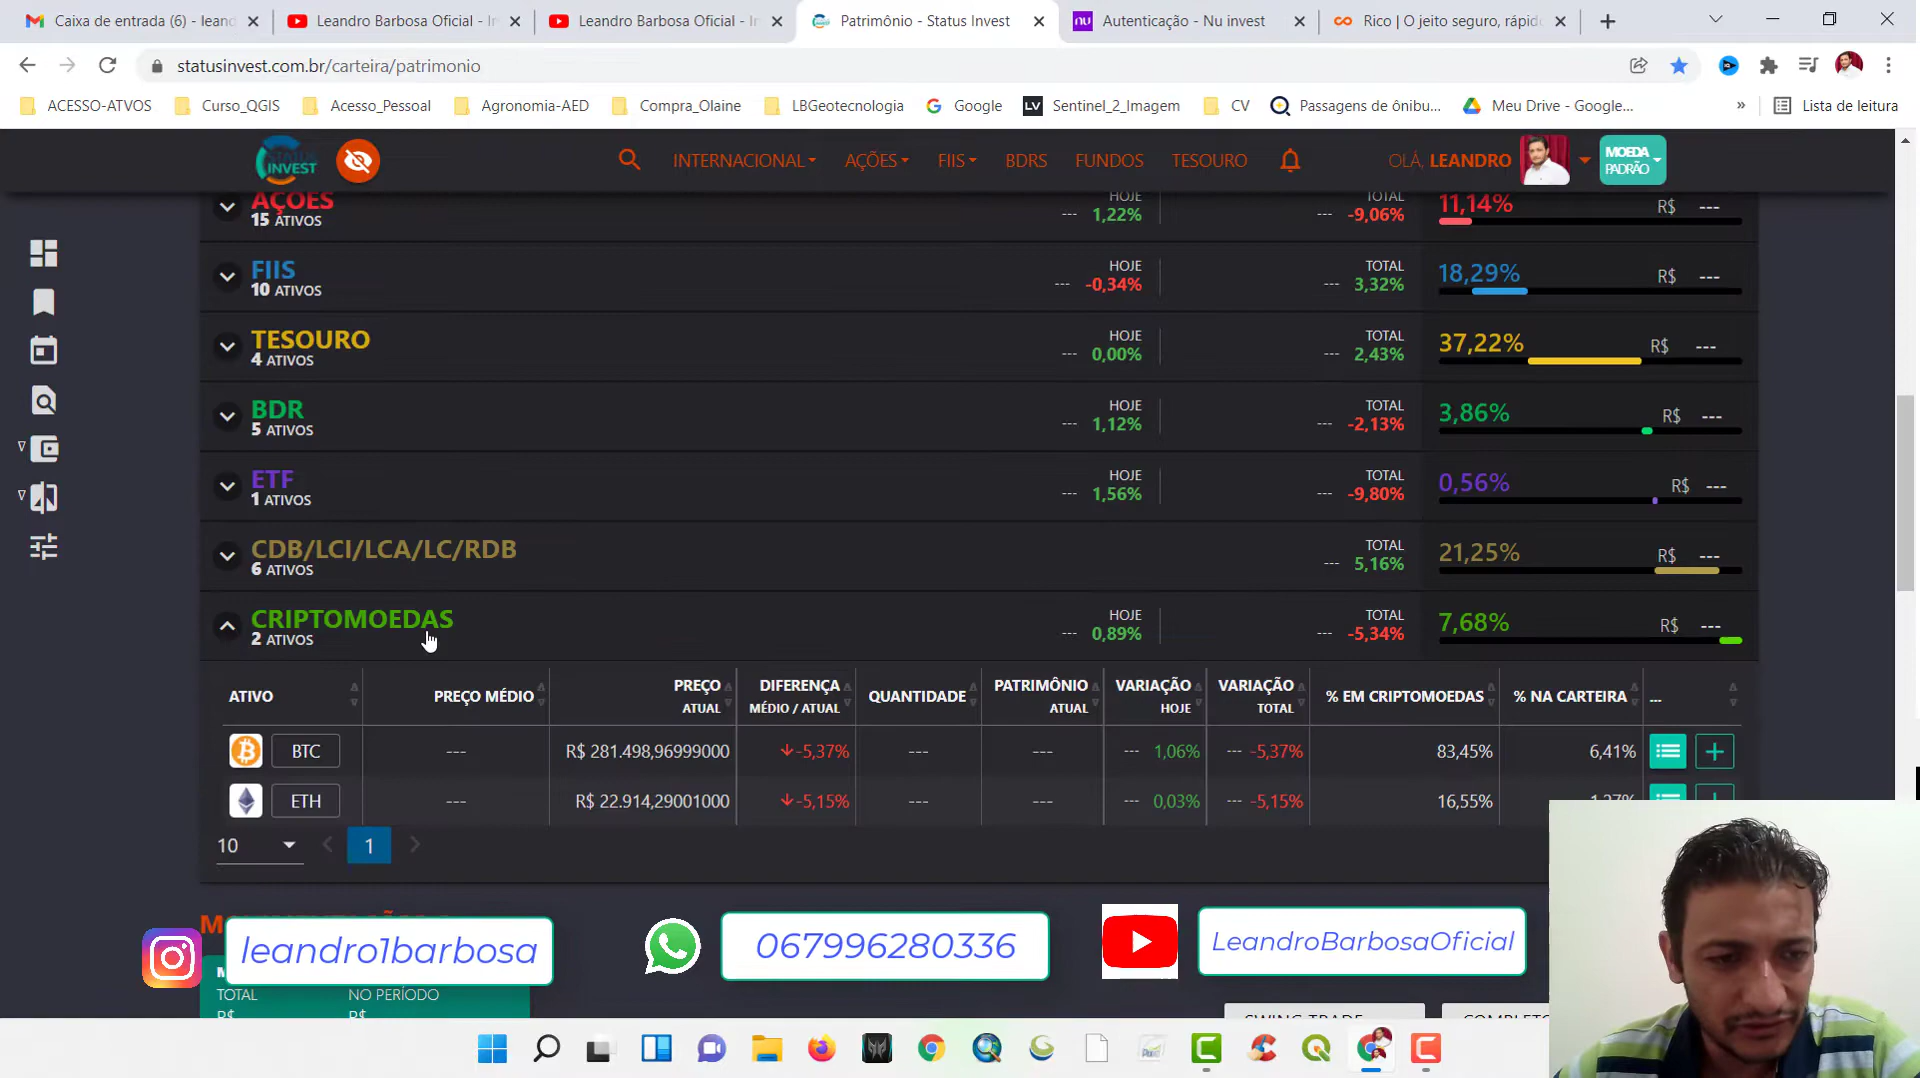 Caixa de entrada (6) - leand
Leandro Barbosa Oficial - In
Leandro Barbosa Oficial - In
Patrimônio - Status Invest
Autenticação - Nu invest
Rico | O jeito seguro, rápid
statusinvest.com.br/carteira/patrimonio
ACESSO-ATVOS
Curso_QGIS
Acesso_Pessoal
Agronomia-AED
Compra_Olaine
LBGeotecnologia
Google
Sentinel_2_Imagem
CV
Passagens de ônibu...
Meu Drive - Google...
»
Lista de leitura
STATUS INVEST
INTERNACIONAL
AÇÕES
FIIS
BDRS
FUNDOS
TESOURO
OLÁ, LEANDRO
MOEDA
PADRÃO
AÇÕES
15 ATIVOS
HOJE
--- 1,22%
TOTAL
--- -9,06%
11,14%
R$ ---
FIIS
10 ATIVOS
HOJE
--- -0,34%
TOTAL
--- 3,32%
18,29%
R$ ---
TESOURO
4 ATIVOS
HOJE
--- 0,00%
TOTAL
--- 2,43%
37,22%
R$ ---
BDR
5 ATIVOS
HOJE
--- 1,12%
TOTAL
--- -2,13%
3,86%
R$ ---
ETF
1 ATIVOS
HOJE
--- 1,56%
TOTAL
--- -9,80%
0,56%
R$ ---
CDB/LCI/LCA/LC/RDB
6 ATIVOS
TOTAL
--- 5,16%
21,25%
R$ ---
CRIPTOMOEDAS
2 ATIVOS
HOJE
--- 0,89%
TOTAL
--- -5,34%
7,68%
R$ ---
ATIVO
PREÇO MÉDIO
PREÇO
ATUAL
DIFERENÇA
MÉDIO / ATUAL
QUANTIDADE
PATRIMÔNIO
ATUAL
VARIAÇÃO
HOJE
VARIAÇÃO
TOTAL
% EM CRIPTOMOEDAS
% NA CARTEIRA
...
BTC --- R$ 281.498,96999000 -5,37% --- --- --- 1,06% --- -5,37% 83,45% 6,41%
ETH --- R$ 22.914,29001000 -5,15% --- --- --- 0,03% --- -5,15% 16,55% 1,27%
10
1
leandro1barbosa
067996280336
LeandroBarbosaOficial
TOTAL
R$
NO PERÍODO
R$
SWING TRADE